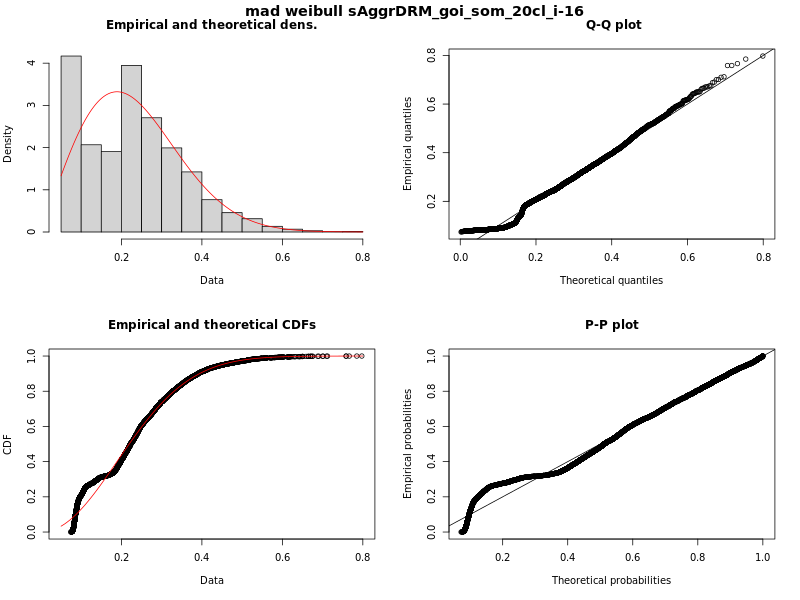 mad weibull sAggrDRM_goi_som_20cl_i-16
Empirical and theoretical dens.
Density
0 1 2 3 4
0.2 0.4 0.6 0.8
Data
Q-Q plot
Empirical quantiles
0.2 0.4 0.6 0.8
0.0 0.2 0.4 0.6 0.8
Theoretical quantiles
Empirical and theoretical CDFs
CDF
0.0 0.2 0.4 0.6 0.8 1.0
0.2 0.4 0.6 0.8
Data
P-P plot
Empirical probabilities
0.0 0.2 0.4 0.6 0.8 1.0
0.2 0.4 0.6 0.8 1.0
Theoretical probabilities